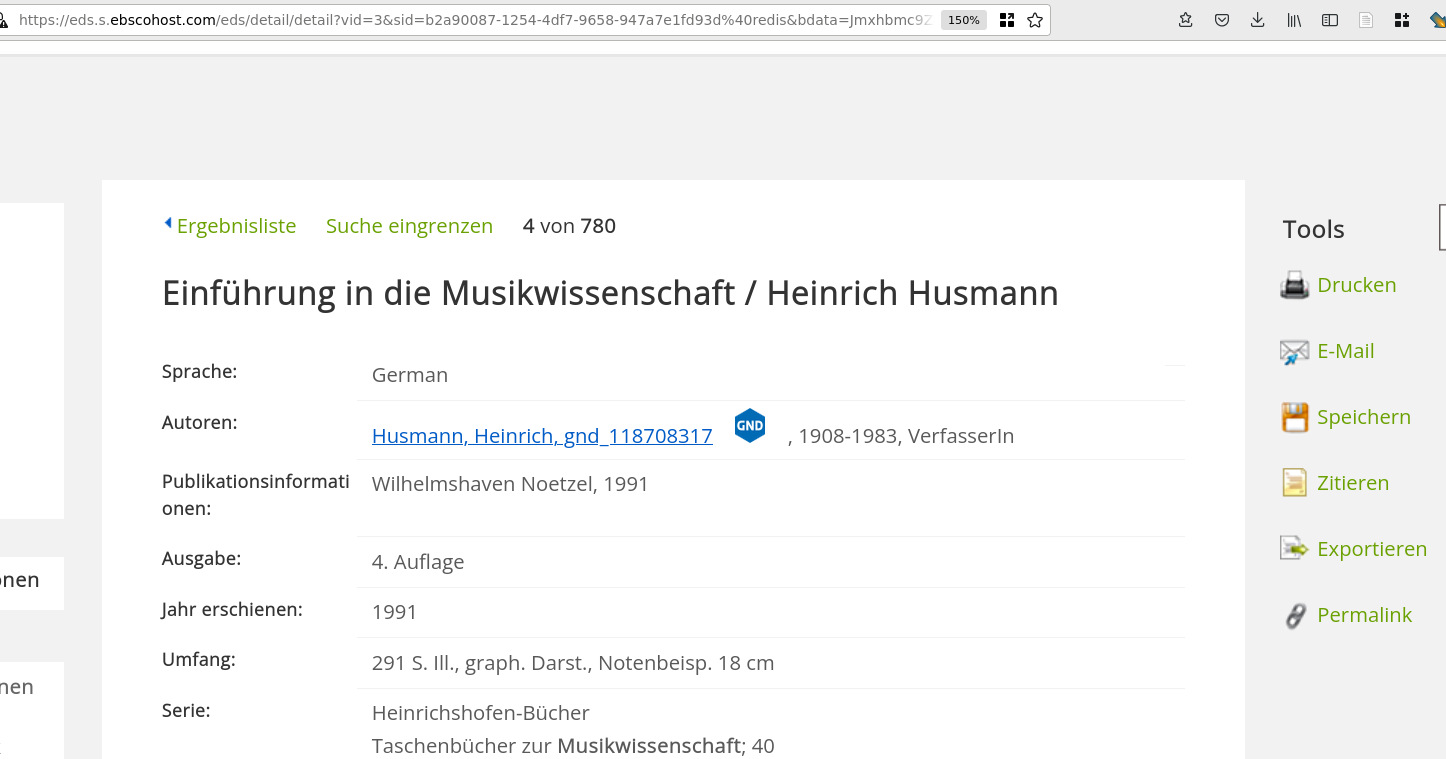 https://eds.s.ebscohost.com/eds/detail/detail?vid=3&sid=b2a90087-1254-4df7-9658-947a7e1fd93d%40redis&bdata=Jmxhbmc9Z
150%
Ergebnisliste Suche eingrenzen 4 von 780
Einführung in die Musikwissenschaft / Heinrich Husmann
Sprache: German
Autoren: Husmann, Heinrich, gnd_118708317 GND , 1908-1983, VerfasserIn
Publikationsinformati
onen: Wilhelmshaven Noetzel, 1991
Ausgabe: 4. Auflage
Jahr erschienen: 1991
Umfang: 291 S. Ill., graph. Darst., Notenbeisp. 18 cm
Serie: Heinrichshofen-Bücher
Taschenbücher zur Musikwissenschaft; 40
Tools
Drucken
E-Mail
Speichern
Zitieren
Exportieren
Permalink
onen
nen